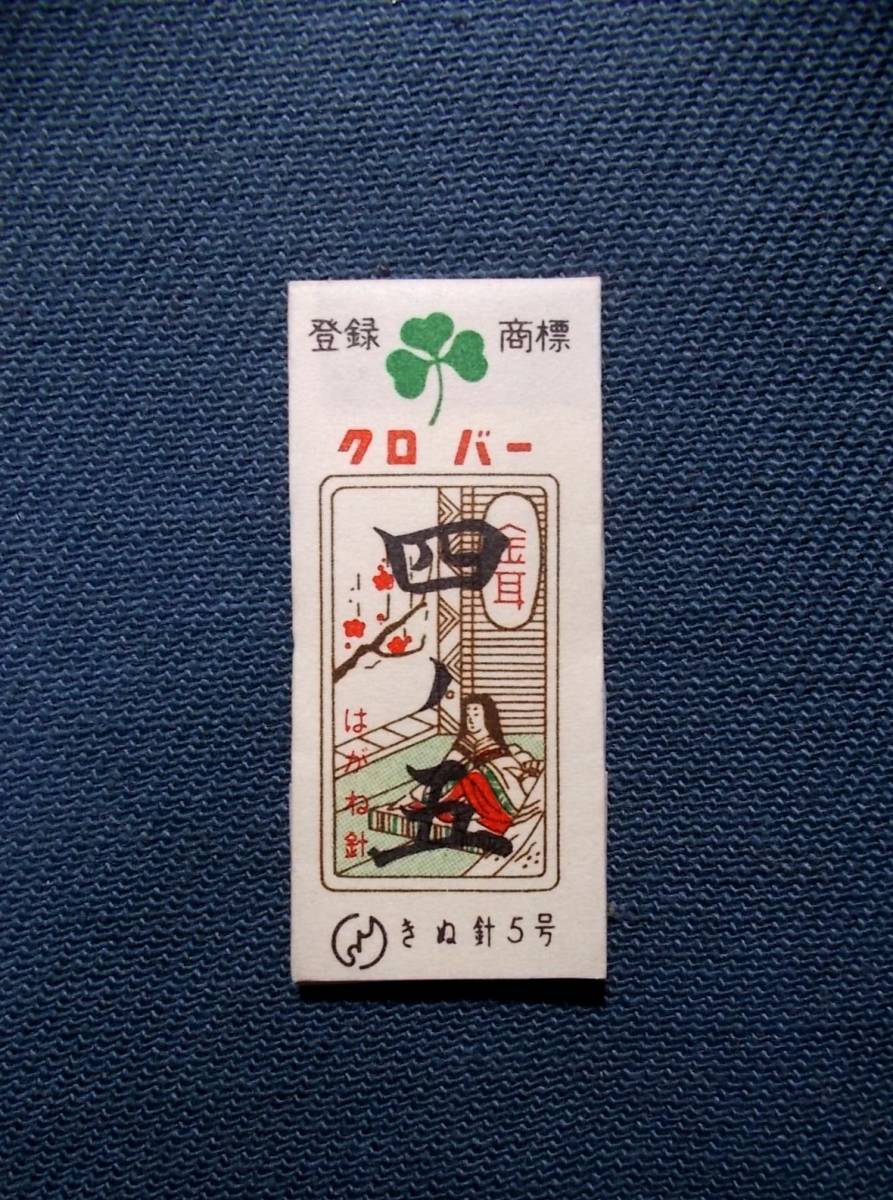 登録 商標
クロバー
金耳
四ノ五
はがね針
きぬ針5号